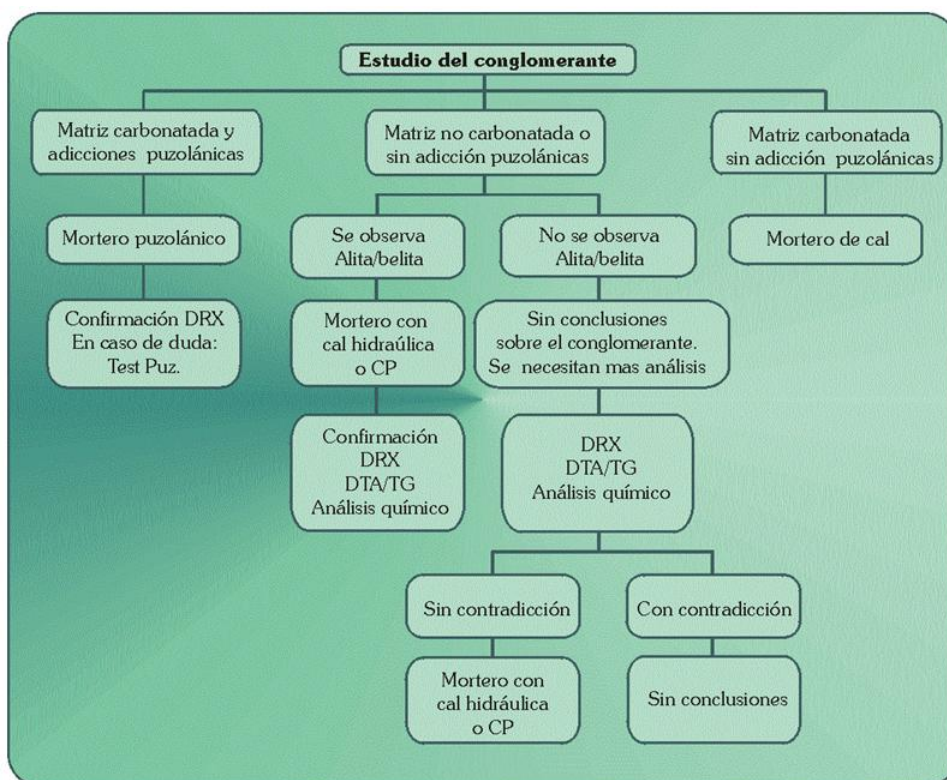 Estudio del conglomerante
Matriz carbonatada y
adicciones puzolánicas
Matriz no carbonatada o
sin adicción puzolánicas
Matriz carbonatada
sin adicción puzolánicas
Mortero puzolánico
Se observa
Alita/belita
No se observa
Alita/belita
Mortero de cal
Confirmación DRX
En caso de duda:
Test Puz.
Mortero con
cal hidraúlica
o CP
Sin conclusiones
sobre el conglomerante.
Se necesitan mas análisis
Confirmación
DRX
DTA/TG
Análisis químico
DRX
DTA/TG
Análisis químico
Sin contradicción
Con contradicción
Mortero con
cal hidráulica
o CP
Sin conclusiones